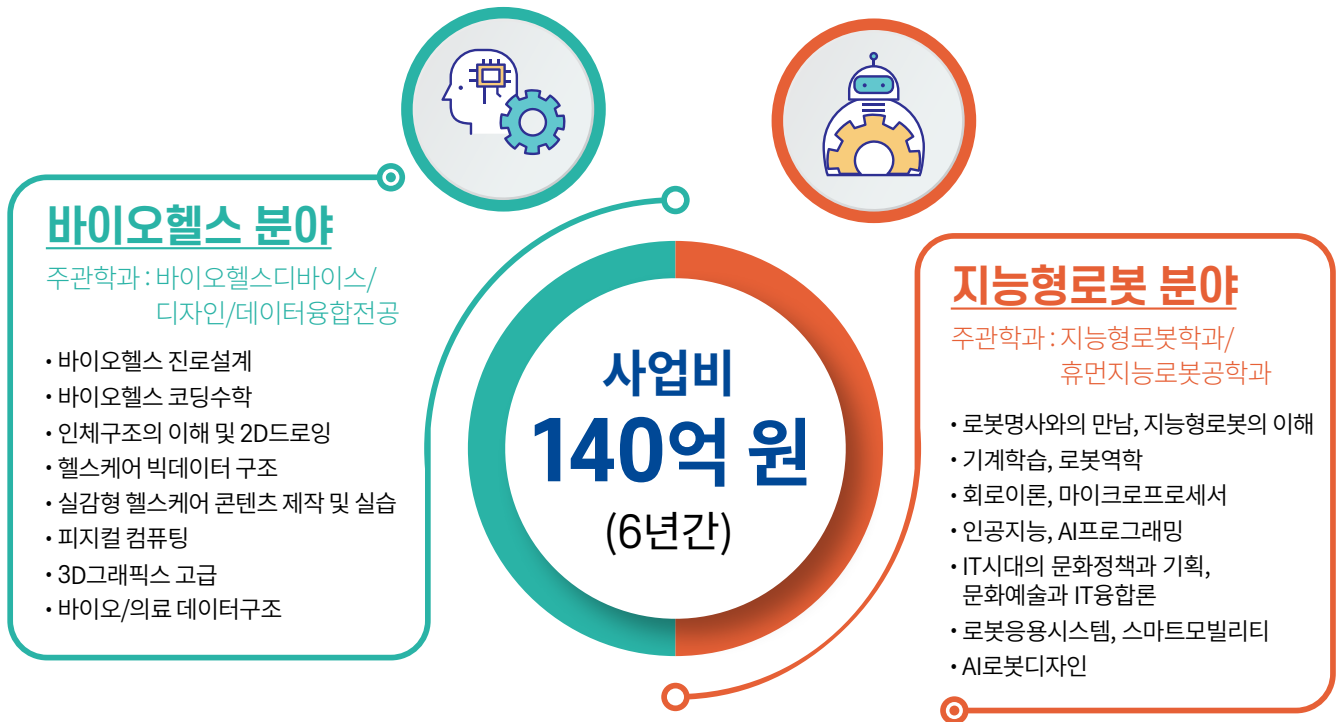 바이오헬스 분야
주관학과 : 바이오헬스디바이스/
디자인/데이터융합전공
• 바이오헬스 진로설계
• 바이오헬스 코딩수학
• 인체구조의 이해 및 2D드로잉
• 헬스케어 빅데이터 구조
• 실감형 헬스케어 콘텐츠 제작 및 실습
• 피지컬 컴퓨팅
• 3D그래픽스 고급
• 바이오/의료 데이터구조
사업비
140억 원
(6년간)
지능형로봇 분야
주관학과 : 지능형로봇학과/
휴먼지능로봇공학과
• 로봇명사와의 만남, 지능형로봇의 이해
• 기계학습, 로봇역학
• 회로이론, 마이크로프로세서
• 인공지능, AI프로그래밍
• IT시대의 문화정책과 기획,
문화예술과 IT융합론
• 로봇응용시스템, 스마트모빌리티
• AI로봇디자인